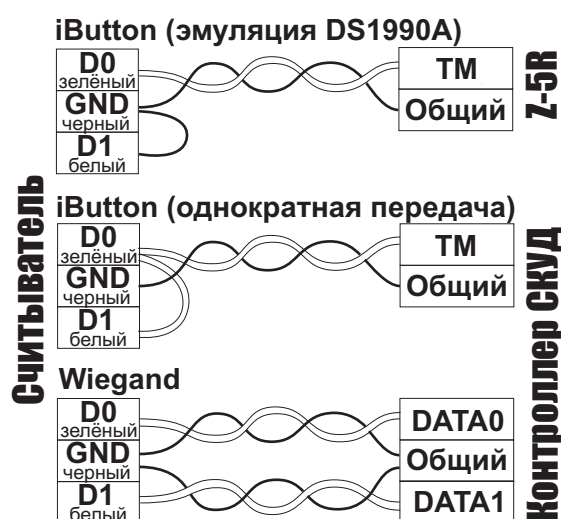 iButton (эмуляция DS1990A)
D0
зелёный
GND
черный
D1
белый
TM
Общий
Z-5R
Считыватель
iButton (однократная передача)
D0
зелёный
GND
черный
D1
белый
TM
Общий
Контроллер СКУД
Wiegand
D0
зелёный
GND
черный
D1
белый
DATA0
Общий
DATA1